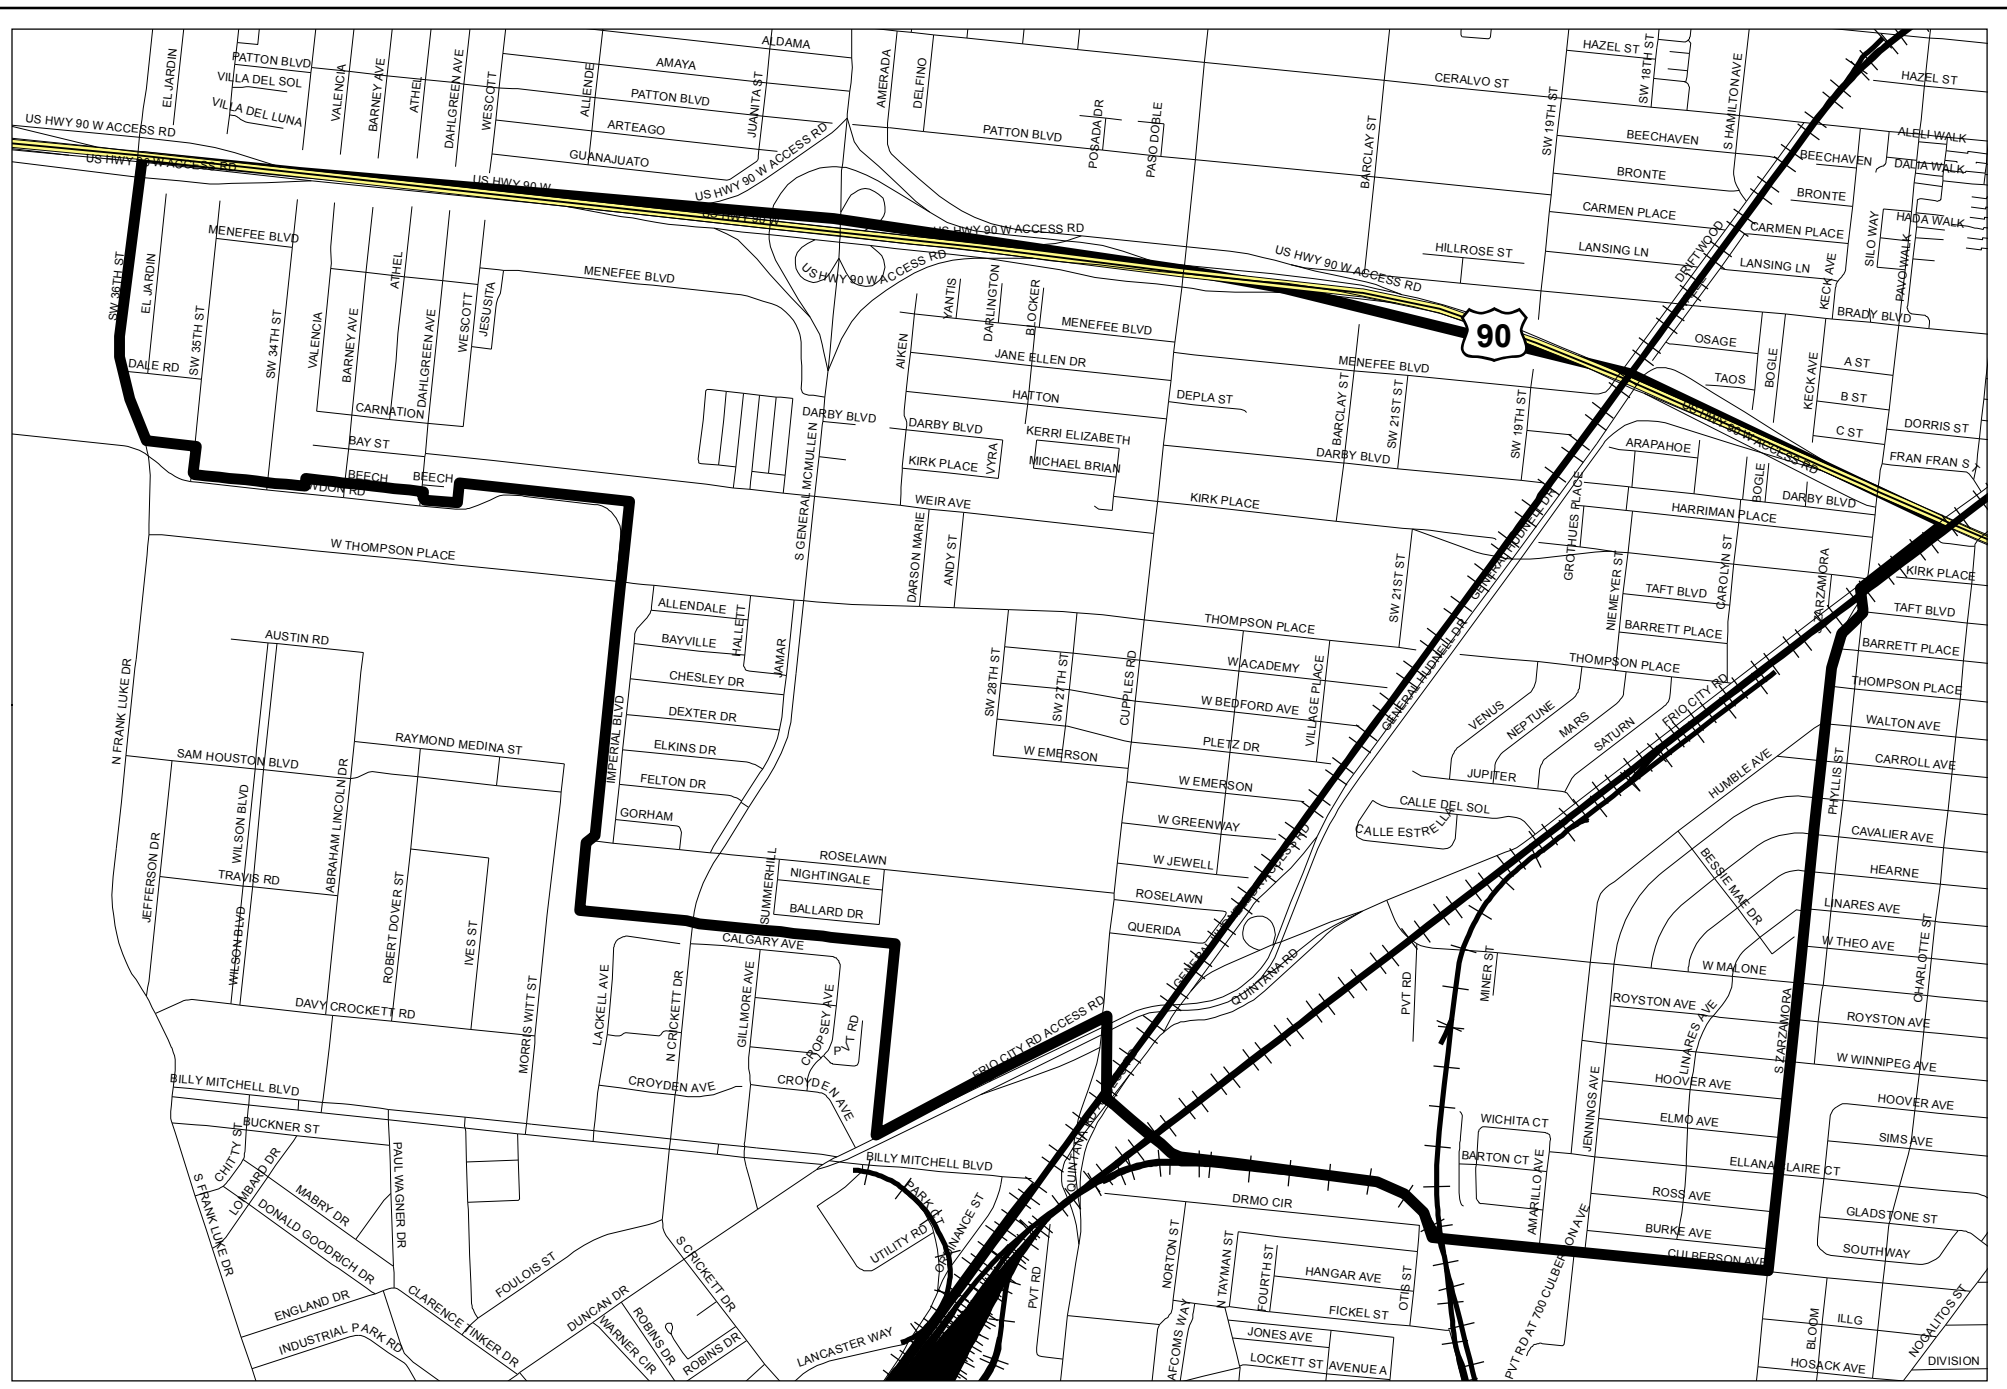 ALDAMA
HAZEL ST
HAZEL ST
EL JARDIN
PATTON BLVD
VILLA DEL SOL
VILLA DEL LUNA
VALENCIA
BARNEY AVE
ATHEL
DAHLGREEN AVE
WESCOTT
ALLENDE
AMAYA
PATTON BLVD
ARTEAGO
GUANAJUATO
JUANITA ST
AMERADA
DELFINO
PATTON BLVD
POSADA DR
PASO DOBLE
BARCLAY ST
CERALVO ST
SW 19TH ST
SW 18TH ST
S HAMILTON AVE
BEECHAVEN
BRONTE
CARMEN PLACE
LANSING LN
BEECHAVEN
BRONTE
CARMEN PLACE
LANSING LN
ALELI WALK
DALIA WALK
HADA WALK
PAVO WALK
SILO WAY
KECK AVE
DRIFTWOOD
HILLROSE ST
BRADY BLVD
US HWY 90 W ACCESS RD
US HWY 90 W ACCESS RD
US HWY 90 W
US HWY 90 W ACCESS RD
US HWY 90 W
US HWY 90 W ACCESS RD
US HWY 90 W ACCESS RD
US HWY 90 W ACCESS RD
90
US HWY 90 W ACCESS RD
SW 36TH ST
EL JARDIN
MENEFEE BLVD
SW 35TH ST
SW 34TH ST
VALENCIA
BARNEY AVE
ATHEL
DAHLGREEN AVE
WESCOTT
JESUSITA
MENEFEE BLVD
DALE RD
CARNATION
BAY ST
BEECH
BEECH
AIKEN
YANTIS
DARLINGTON
BLOCKER
MENEFEE BLVD
JANE ELLEN DR
HATTON
DARBY BLVD
DARBY BLVD
KIRK PLACE
VYRA
KERRI ELIZABETH
MICHAEL BRIAN
WEIR AVE
S GENERAL MCMULLEN
DARSON MARIE
ANDY ST
DEPLA ST
MENEFEE BLVD
BARCLAY ST
SW 21ST ST
SW 19TH ST
DARBY BLVD
KIRK PLACE
SW 21ST ST
OSAGE
TAOS
BOGLE
KECK AVE
A ST
B ST
C ST
DORRIS ST
FRAN FRAN ST
ARAPAHOE
BOGLE
DARBY BLVD
HARRIMAN PLACE
GROTHUES PLACE
NIEMEYER ST
CAROLYN ST
S ZARZAMORA
TAFT BLVD
BARRETT PLACE
THOMPSON PLACE
KIRK PLACE
TAFT BLVD
BARRETT PLACE
THOMPSON PLACE
WALTON AVE
CARROLL AVE
CAVALIER AVE
HEARNE
LINARES AVE
W THEO AVE
CHARLOTTE ST
PHYLLIS ST
HUMBLE AVE
FRIO CITY RD
GENERAL HUDNELL DR
GENERAL HUDNELL DR
GENERAL HUDNELL DR
W THOMPSON PLACE
AUSTIN RD
N FRANK LUKE DR
SAM HOUSTON BLVD
RAYMOND MEDINA ST
WILSON BLVD
WILSON BLVD
ABRAHAM LINCOLN DR
JEFFERSON DR
TRAVIS RD
ROBERT DOVER ST
IVES ST
DAVY CROCKETT RD
MORRIS WITT ST
BILLY MITCHELL BLVD
IMPERIAL BLVD
ALLENDALE
BAYVILLE
HALLETT
JAMAR
CHESLEY DR
DEXTER DR
ELKINS DR
FELTON DR
GORHAM
ROSELAWN
NIGHTINGALE
BALLARD DR
SUMMERHILL
CALGARY AVE
LACKELL AVE
N CRICKETT DR
GILLMORE AVE
CROPSEY AVE
PVT RD
CROYDEN AVE
CROYDEN AVE
FRIO CITY RD ACCESS RD
SW 28TH ST
SW 27TH ST
CUPPLES RD
THOMPSON PLACE
W ACADEMY
W BEDFORD AVE
VILLAGE PLACE
PLETZ DR
W EMERSON
W EMERSON
W GREENWAY
W JEWELL
ROSELAWN
QUERIDA
QUINTANA RD
VENUS
NEPTUNE
MARS
SATURN
JUPITER
CALLE DEL SOL
CALLE ESTRELLA
BESSIE MAE DR
W MALONE
MINER ST
PVT RD
ROYSTON AVE
LINARES AVE
HOOVER AVE
ELMO AVE
S ZARZAMORA
ROYSTON AVE
W WINNIPEG AVE
HOOVER AVE
SIMS AVE
ELLANA CLAIRE CT
ROSS AVE
BURKE AVE
CULBERSON AVE
GLADSTONE ST
SOUTHWAY
NOGALITOS ST
DIVISION
BLOOM
ILLG
HOSACK AVE
JENNINGS AVE
WICHITA CT
BARTON CT
AMARILLO AVE
PVT RD AT 700 CULBERSON AVE
BUCKNER ST
CHITTY ST
LOMBARD DR
MABRY DR
DONALD GOODRICH DR
PAUL WAGNER DR
S FRANK LUKE DR
ENGLAND DR
INDUSTRIAL PARK RD
CLARENCE TINKER DR
FOULOIS ST
DUNCAN DR
WARNER CIR
ROBINS DR
ROBINS DR
S CRICKETT DR
LANCASTER WAY
BILLY MITCHELL BLVD
PARK CT
UTILITY RD
ORDNANCE ST
PVT RD
DRMO CIR
NORTON ST
N TAYMAN ST
FOURTH ST
HANGAR AVE
FICKEL ST
OTIS ST
JONES AVE
LOCKETT ST
AVENUE A
AFCOMS WAY